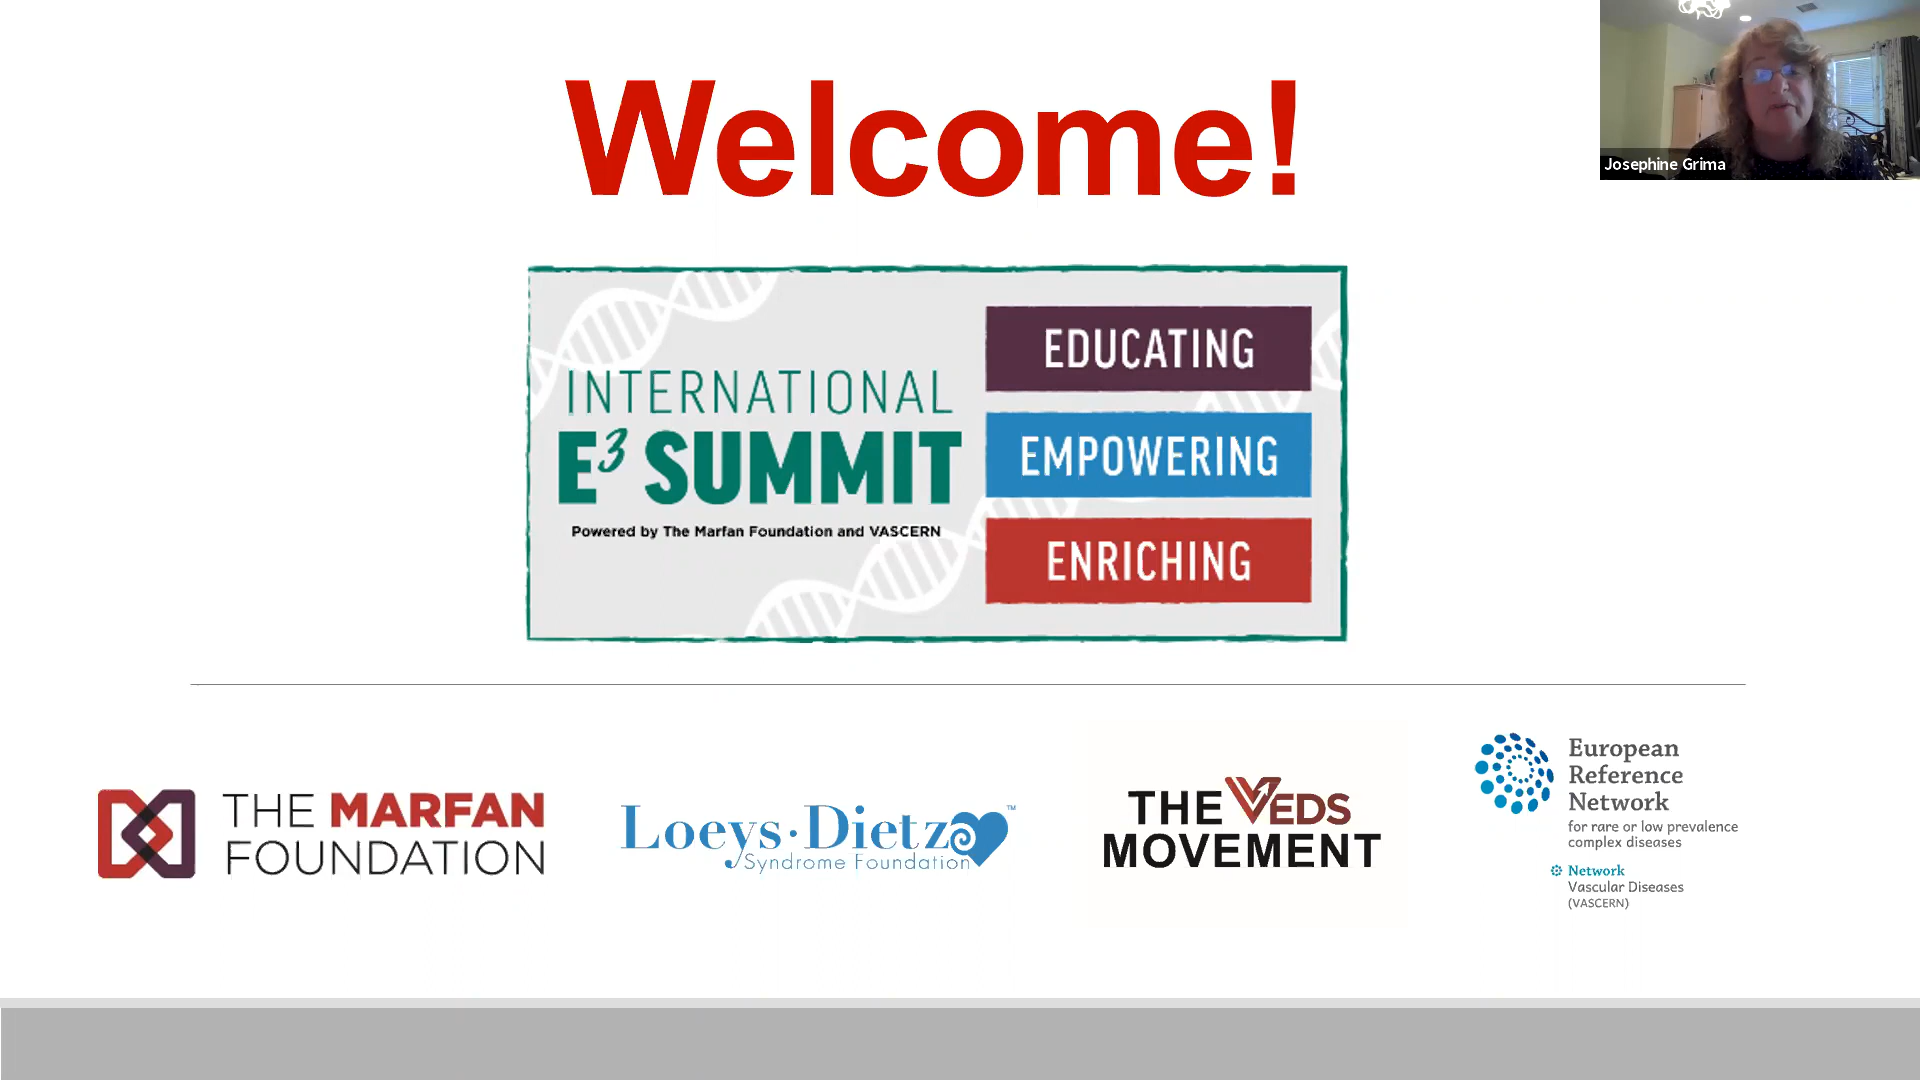 Welcome!
Josephine Grima
INTERNATIONAL
E³ SUMMIT
Powered by The Marfan Foundation and VASCERN
EDUCATING
EMPOWERING
ENRICHING
THE MARFAN
FOUNDATION
Loeys·Dietz™
Syndrome Foundation
THE VEDS
MOVEMENT
European
Reference
Network
for rare or low prevalence
complex diseases
Network
Vascular Diseases
(VASCERN)